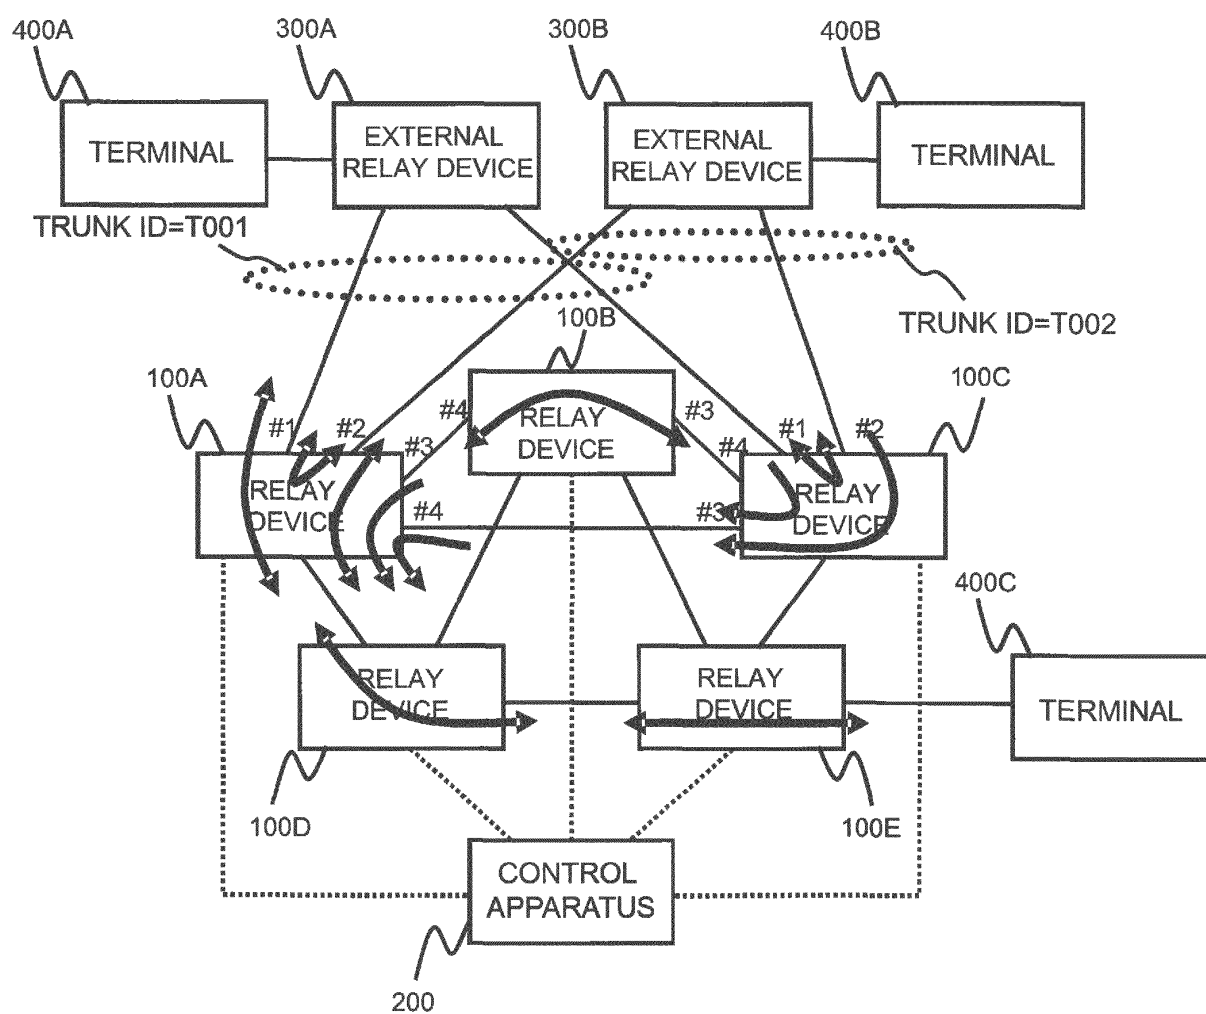 400A
300A
300B
400B
TERMINAL
EXTERNAL
RELAY DEVICE
EXTERNAL
RELAY DEVICE
TERMINAL
TRUNK ID=T001
TRUNK ID=T002
100B
100A
100C
#1
#2
#3
#4
#3
#4
#1
#2
RELAY
DEVICE
RELAY
DEVICE
#4
#3
RELAY
DEVICE
400C
RELAY
DEVICE
RELAY
DEVICE
TERMINAL
100D
100E
CONTROL
APPARATUS
200